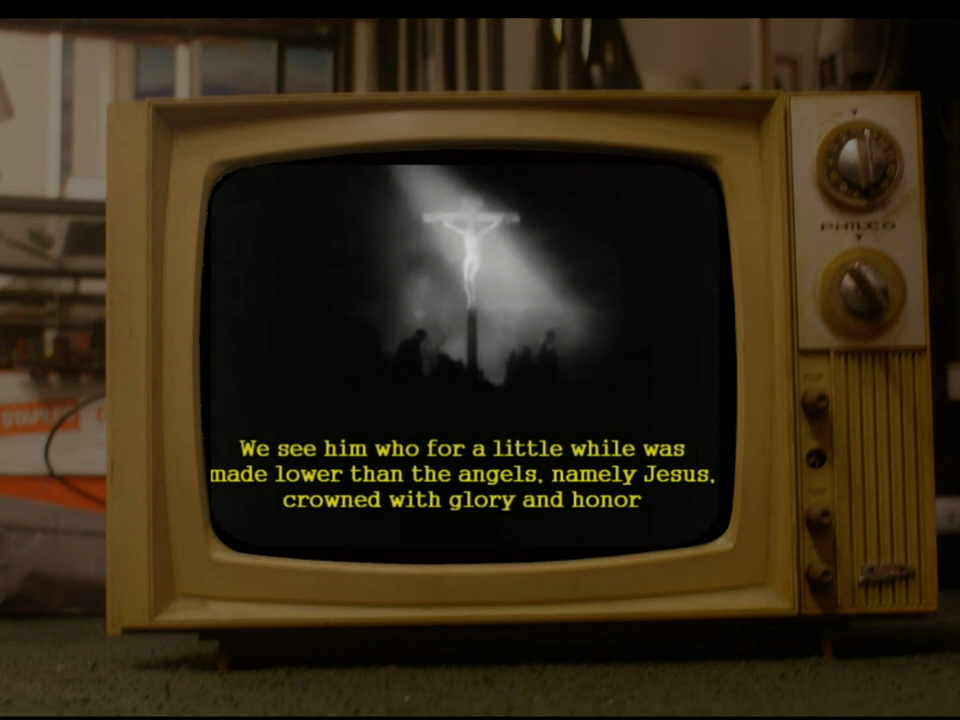 PHILCO
STAPLES
We see him who for a little while was
made lower than the angels, namely Jesus,
crowned with glory and honor